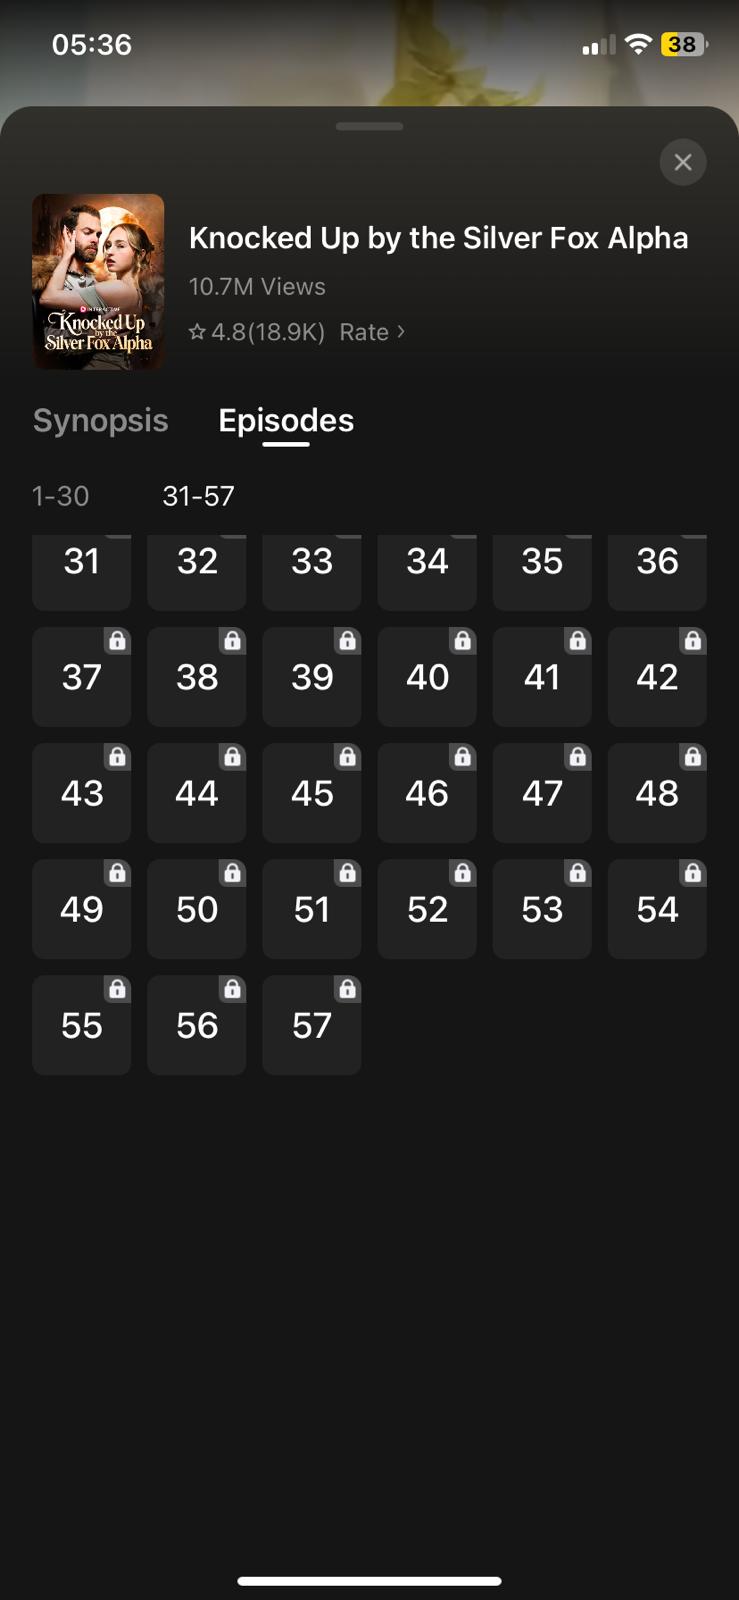 05:36
38
Knocked Up by the Silver Fox Alpha
10.7M Views
4.8(18.9K) Rate
INTERACTIVE
Knocked Up
by the
Silver Fox Alpha
Synopsis Episodes
1-30 31-57
31 32 33 34 35 36
37 38 39 40 41 42
43 44 45 46 47 48
49 50 51 52 53 54
55 56 57